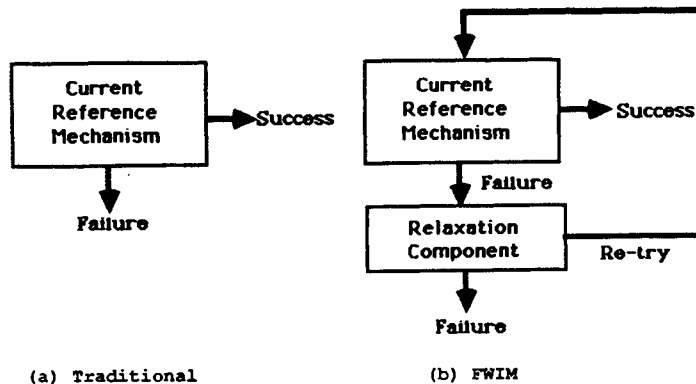 Current
Reference
Mechanism
Success
Failure
(a) Traditional
Current
Reference
Mechanism
Success
Failure
Relaxation
Component
Re-try
Failure
(b) FWIM